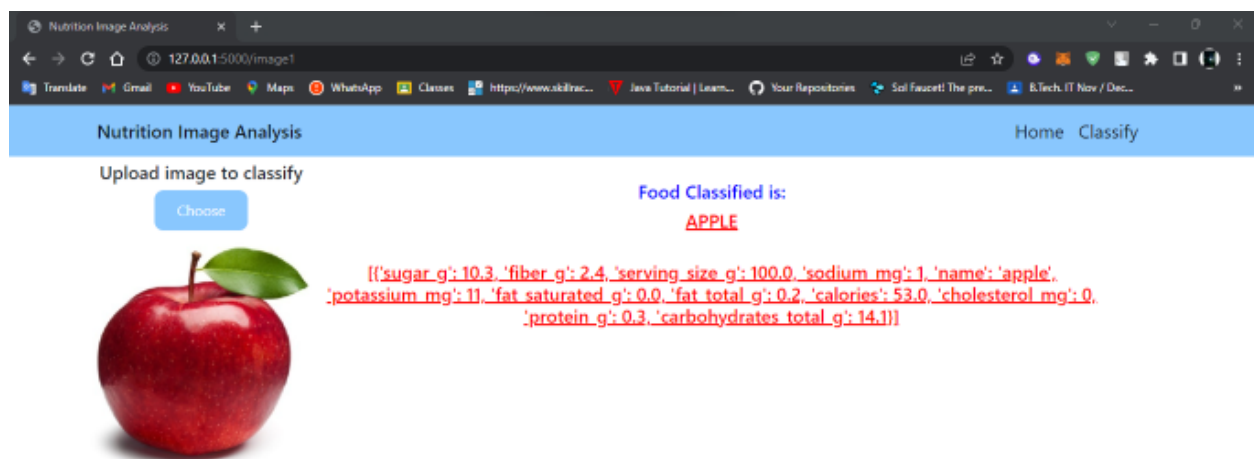 Nutrition Image Analysis
127.0.0.1:5000/image1
Translate Gmail YouTube Maps WhatsApp Classes https://www.skillrac... Java Tutorial | Learn... Your Repositories Sol Faucet! The pre... B.Tech. IT Nov / Dec...
Nutrition Image Analysis Home Classify
Upload image to classify
Choose
Food Classified is:
APPLE
[{'sugar_g': 10.3, 'fiber_g': 2.4, 'serving_size_g': 100.0, 'sodium_mg': 1, 'name': 'apple',
'potassium_mg': 11, 'fat_saturated_g': 0.0, 'fat_total_g': 0.2, 'calories': 53.0, 'cholesterol_mg': 0,
'protein_g': 0.3, 'carbohydrates_total_g': 14.1}]